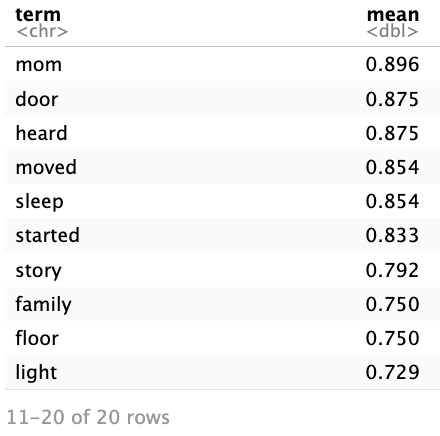 term mean
<chr> <dbl>
mom 0.896
door 0.875
heard 0.875
moved 0.854
sleep 0.854
started 0.833
story 0.792
family 0.750
floor 0.750
light 0.729
11–20 of 20 rows